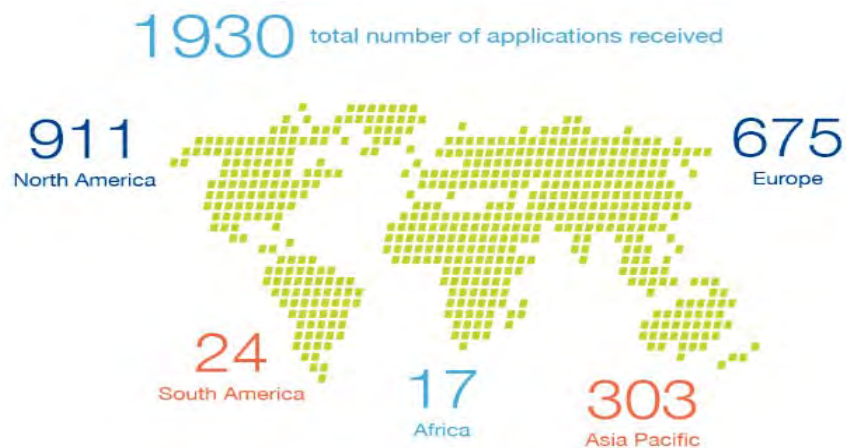 1930 total number of applications received
911
North America
675
Europe
24
South America
17
Africa
303
Asia Pacific